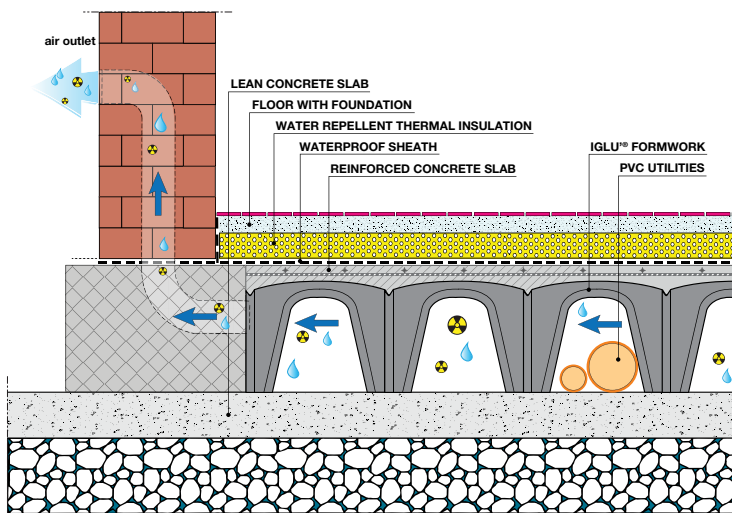 air outlet
LEAN CONCRETE SLAB
FLOOR WITH FOUNDATION
WATER REPELLENT THERMAL INSULATION
WATERPROOF SHEATH
REINFORCED CONCRETE SLAB
IGLU'® FORMWORK
PVC UTILITIES